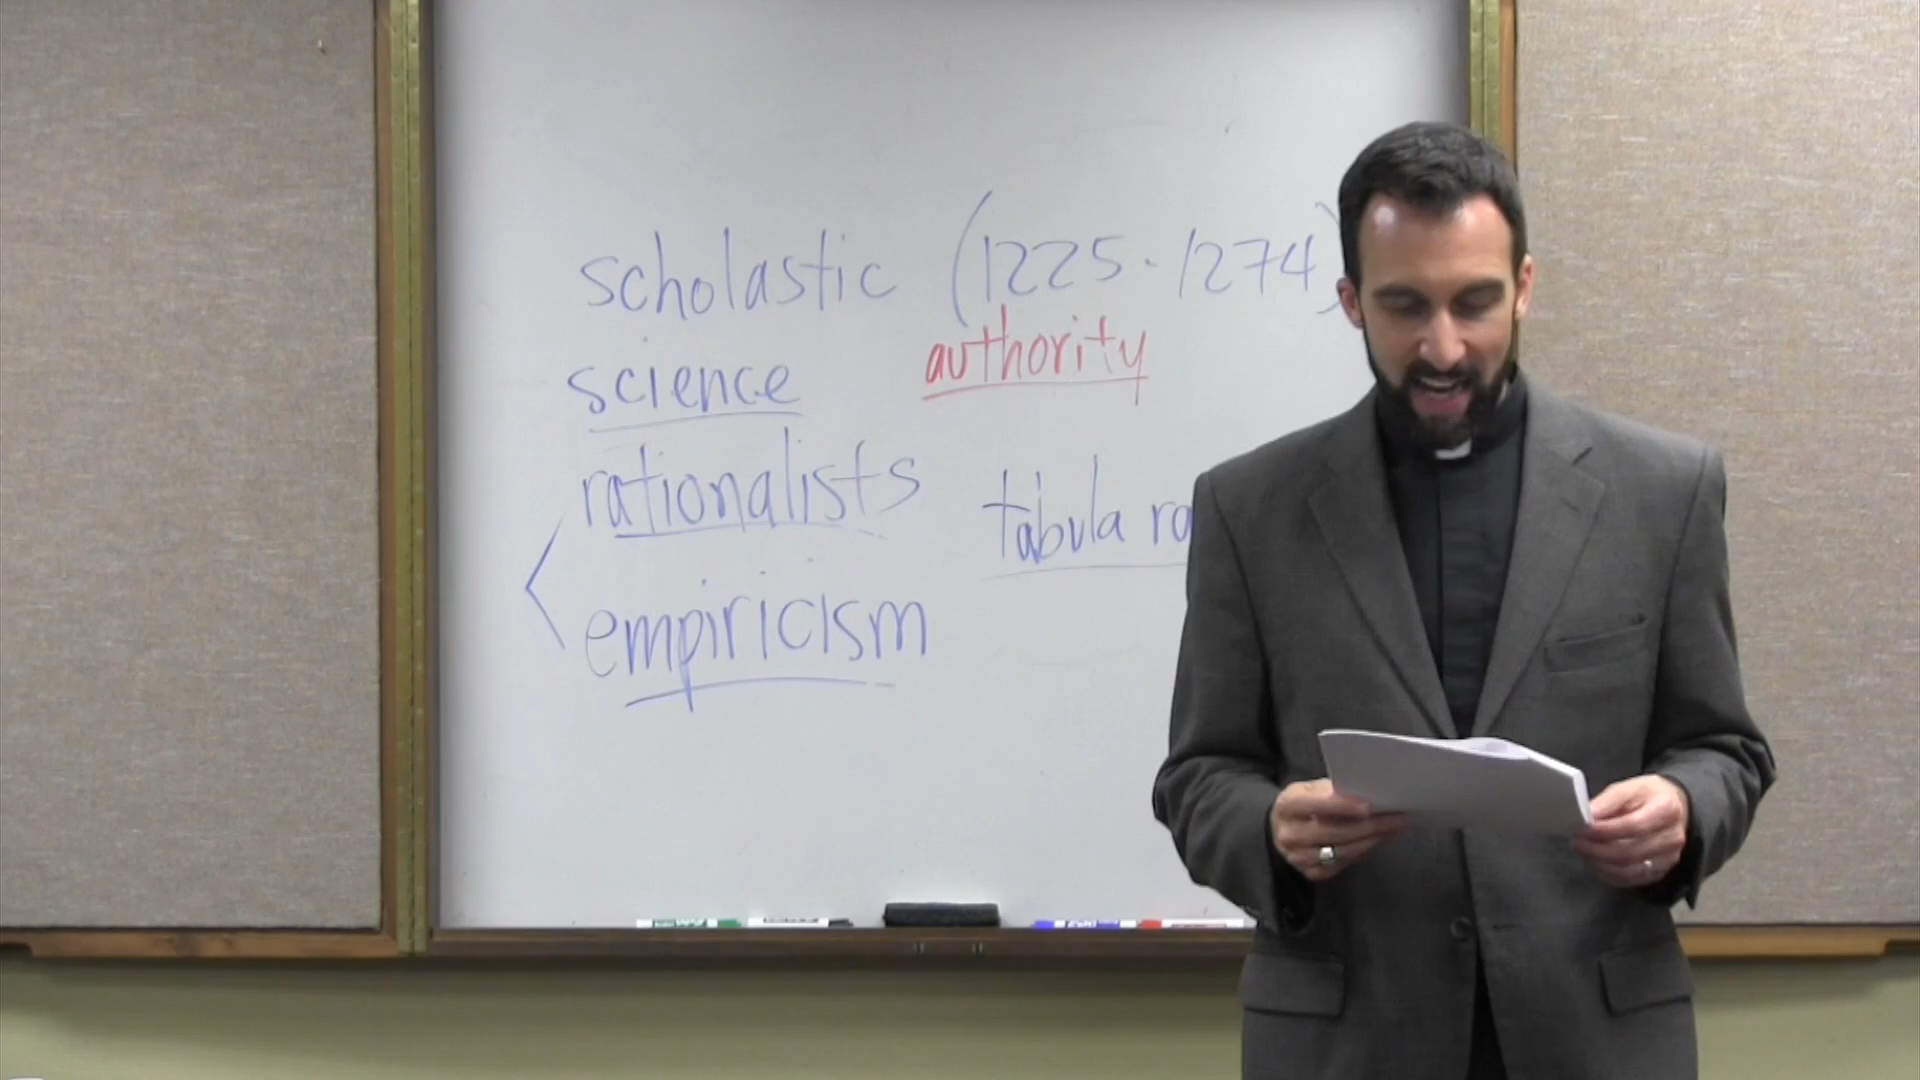 scholastic (1225-1274)
science authority
rationalists tabula
empiricism